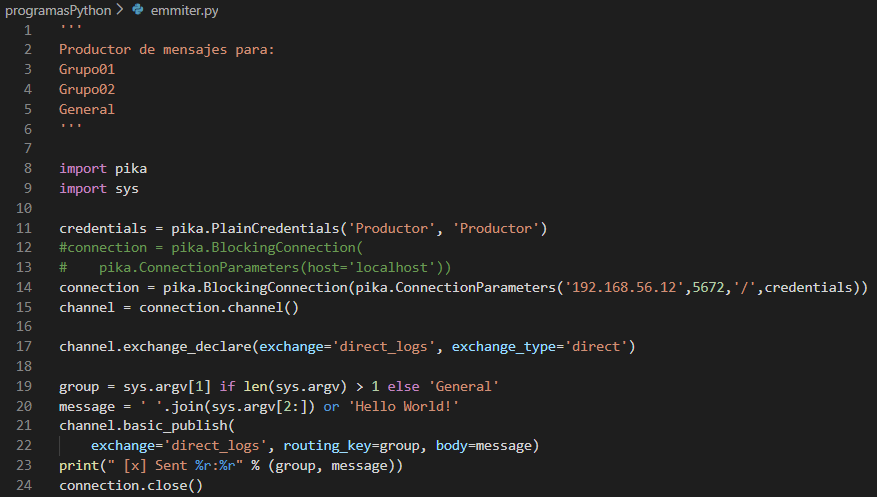 programasPython > emmiter.py
1 '''
2 Productor de mensajes para:
3 Grupo01
4 Grupo02
5 General
6 '''
7
8 import pika
9 import sys
10
11 credentials = pika.PlainCredentials('Productor', 'Productor')
12 #connection = pika.BlockingConnection(
13 #    pika.ConnectionParameters(host='localhost'))
14 connection = pika.BlockingConnection(pika.ConnectionParameters('192.168.56.12',5672,'/',credentials))
15 channel = connection.channel()
16
17 channel.exchange_declare(exchange='direct_logs', exchange_type='direct')
18
19 group = sys.argv[1] if len(sys.argv) > 1 else 'General'
20 message = ' '.join(sys.argv[2:]) or 'Hello World!'
21 channel.basic_publish(
22     exchange='direct_logs', routing_key=group, body=message)
23 print(" [x] Sent %r:%r" % (group, message))
24 connection.close()